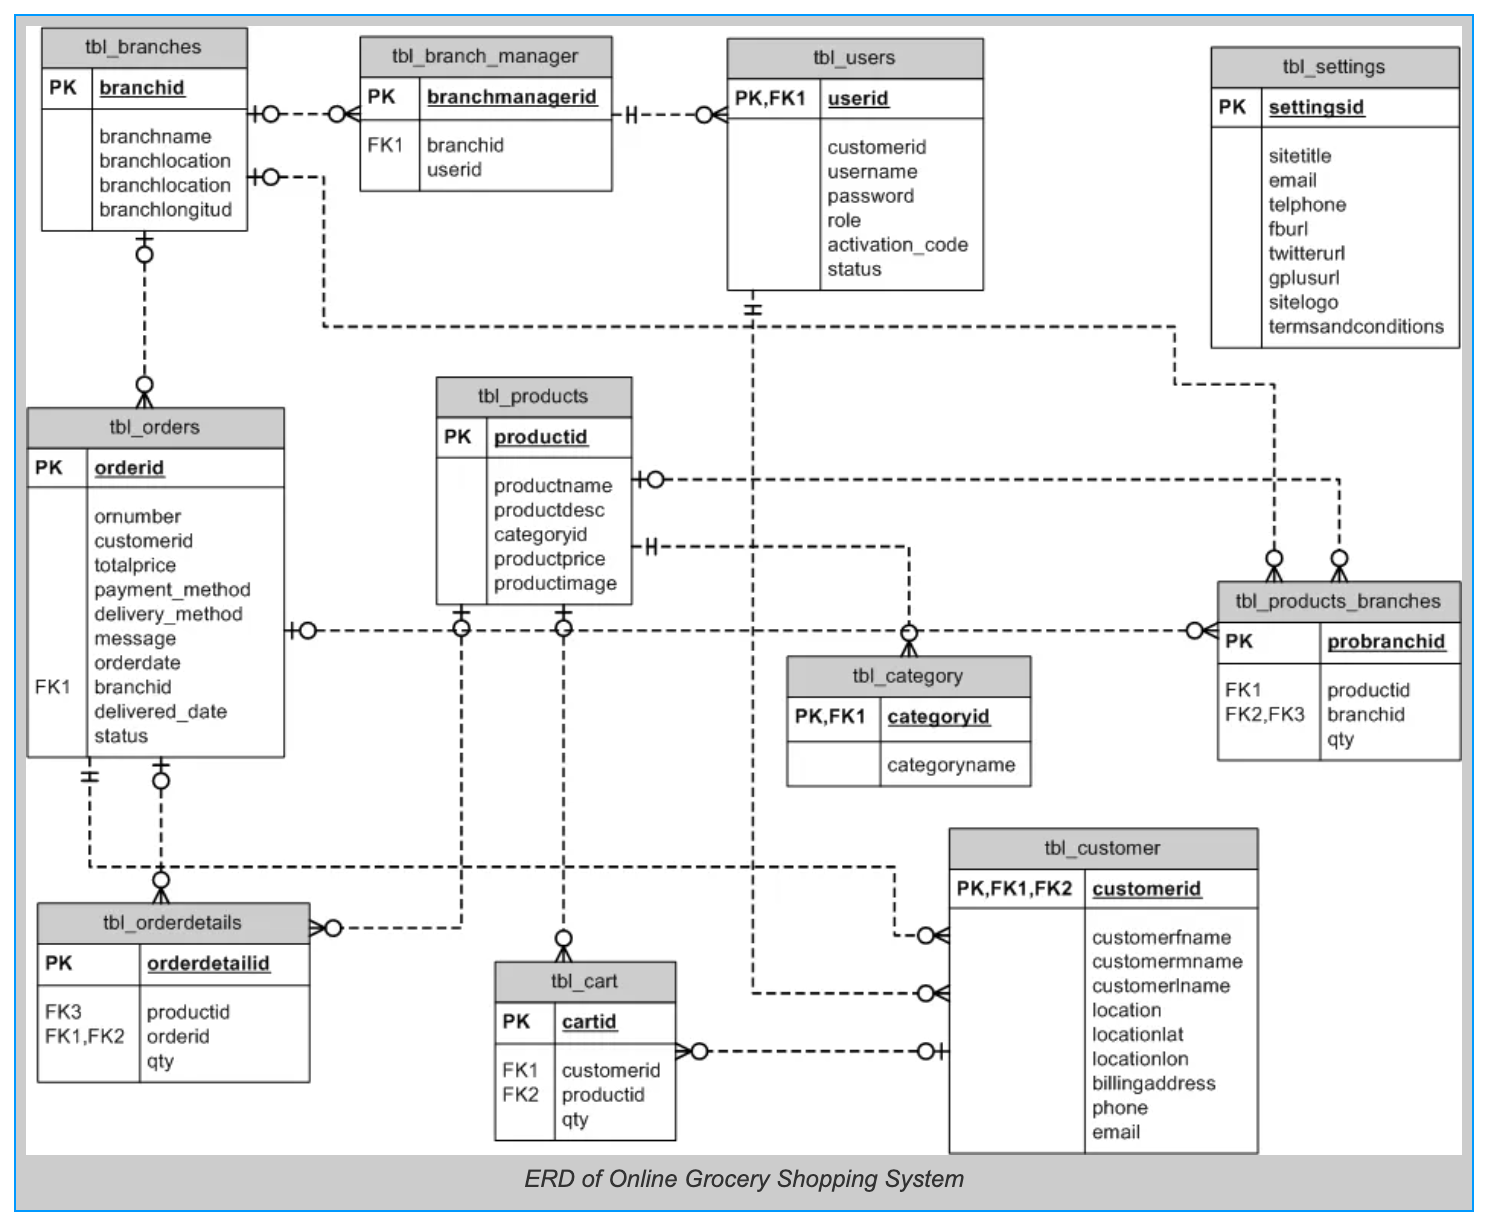 tbl_branches
PK branchid
branchname
branchlocation
branchlocation
branchlongitud
tbl_branch_manager
PK branchmanagerid
FK1 branchid
userid
tbl_users
PK,FK1 userid
customerid
username
password
role
activation_code
status
tbl_settings
PK settingsid
sitetitle
email
telphone
fburl
twitterurl
gplusurl
sitelogo
termsandconditions
tbl_orders
PK orderid
ornumber
customerid
totalprice
payment_method
delivery_method
message
orderdate
FK1 branchid
delivered_date
status
tbl_products
PK productid
productname
productdesc
categoryid
productprice
productimage
tbl_products_branches
PK probranchid
FK1 productid
FK2,FK3 branchid
qty
tbl_category
PK,FK1 categoryid
categoryname
tbl_orderdetails
PK orderdetailid
FK3 productid
FK1,FK2 orderid
qty
tbl_cart
PK cartid
FK1 customerid
FK2 productid
qty
tbl_customer
PK,FK1,FK2 customerid
customerfname
customermname
customerlname
location
locationlat
locationlon
billingaddress
phone
email
ERD of Online Grocery Shopping System